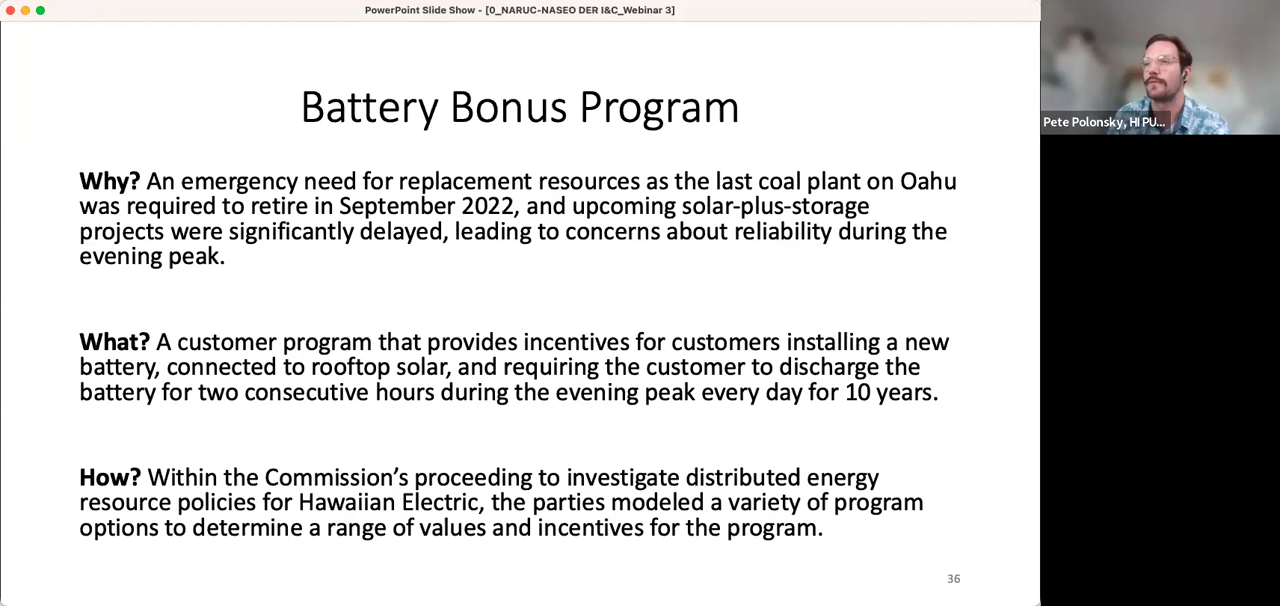 PowerPoint Slide Show - [0_NARUC-NASEO DER I&C_Webinar 3]
Battery Bonus Program
Why? An emergency need for replacement resources as the last coal plant on Oahu
was required to retire in September 2022, and upcoming solar-plus-storage
projects were significantly delayed, leading to concerns about reliability during the
evening peak.
What? A customer program that provides incentives for customers installing a new
battery, connected to rooftop solar, and requiring the customer to discharge the
battery for two consecutive hours during the evening peak every day for 10 years.
How? Within the Commission's proceeding to investigate distributed energy
resource policies for Hawaiian Electric, the parties modeled a variety of program
options to determine a range of values and incentives for the program.
36
Pete Polonsky, HI PU...